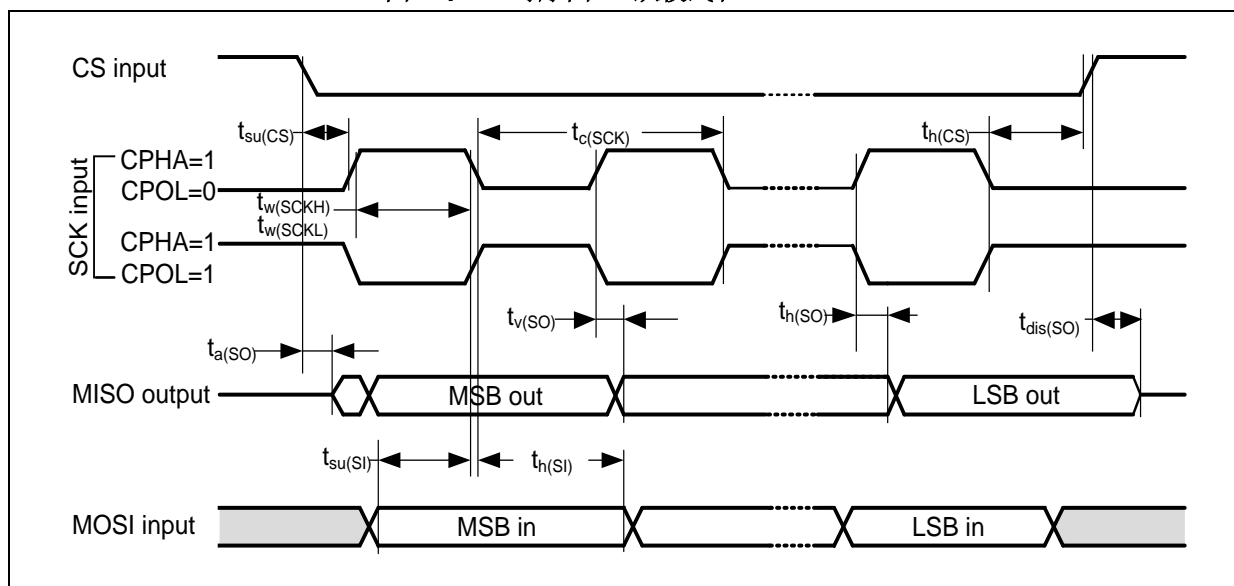 CS input
tsu(CS)
tc(SCK)
th(CS)
SCK input
CPHA=1
CPOL=0
tw(SCKH)
tw(SCKL)
CPHA=1
CPOL=1
tv(SO)
th(SO)
tdis(SO)
ta(SO)
MISO output
MSB out
LSB out
tsu(SI)
th(SI)
MOSI input
MSB in
LSB in